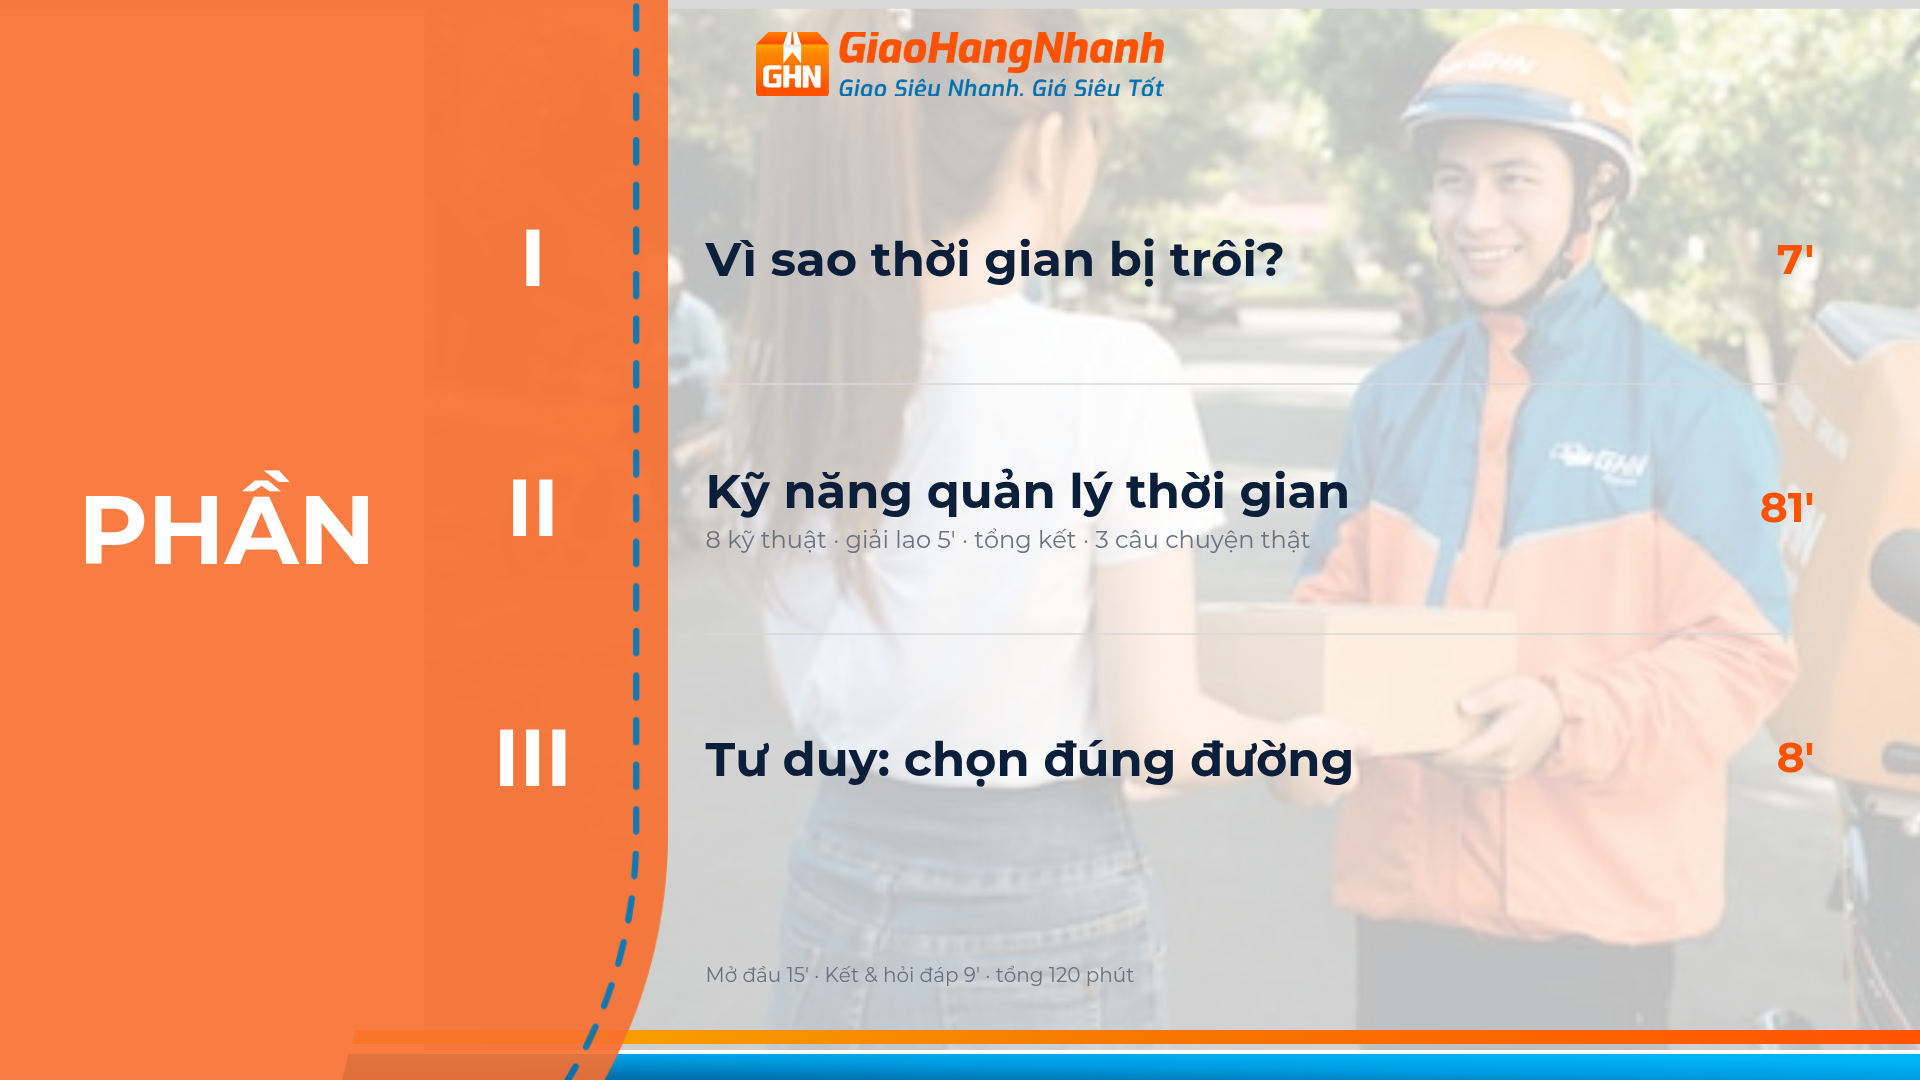 GHN
GiaoHangNhanh
Giao Siêu Nhanh. Giá Siêu Tốt
PHẦN
I
Vì sao thời gian bị trôi?
7'
II
Kỹ năng quản lý thời gian
8 kỹ thuật · giải lao 5' · tổng kết · 3 câu chuyện thật
81'
III
Tư duy: chọn đúng đường
8'
Mở đầu 15' · Kết & hỏi đáp 9' · tổng 120 phút
GHN
GHN